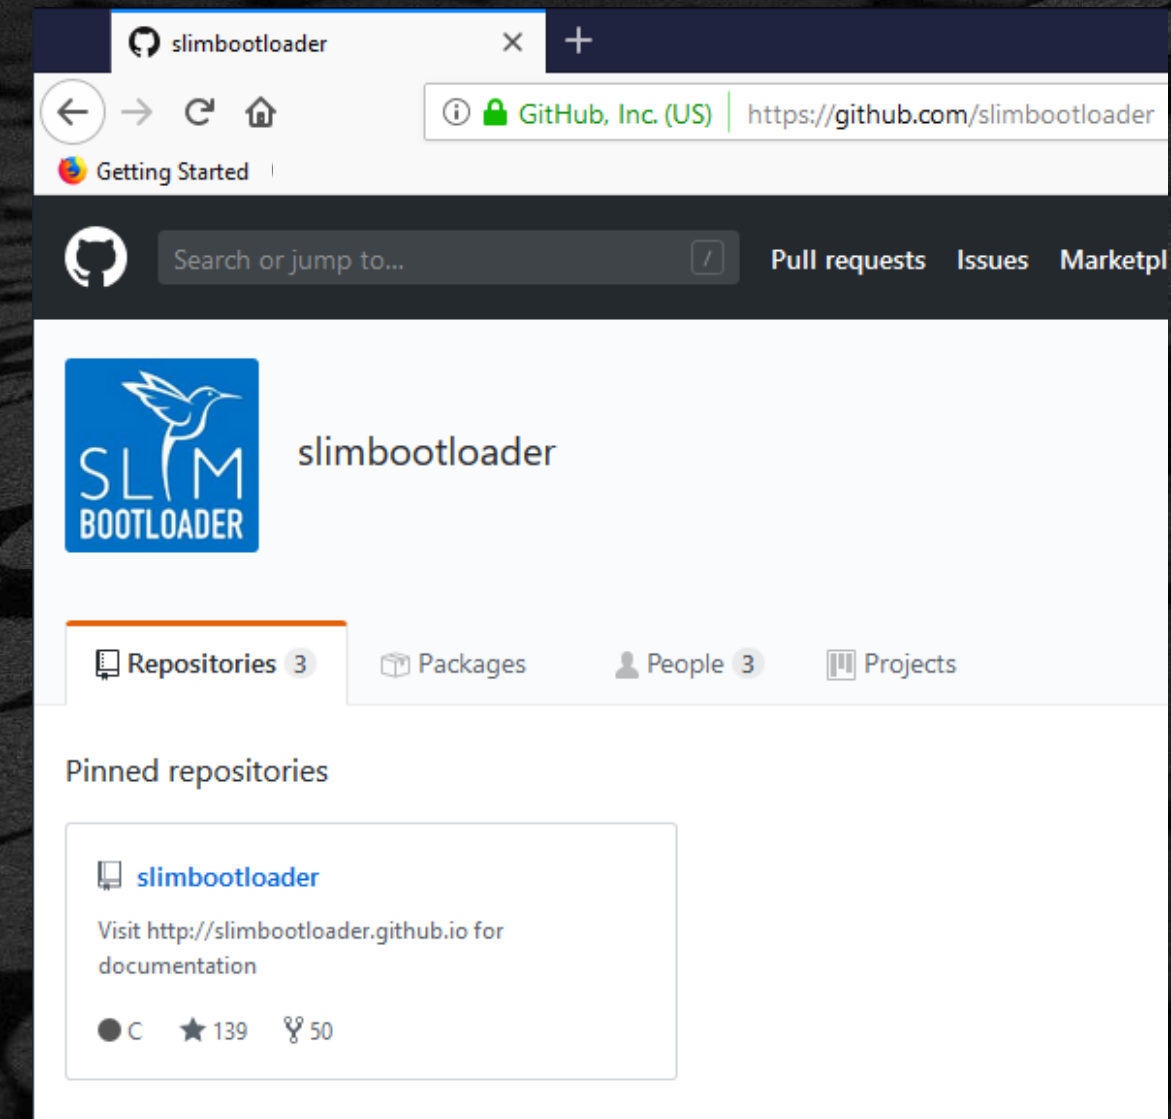 slimbootloader
GitHub, Inc. (US) https://github.com/slimbootloader
Getting Started
Search or jump to... / Pull requests Issues Marketpl
SLIM
BOOTLOADER
slimbootloader
Repositories 3 Packages People 3 Projects
Pinned repositories
slimbootloader
Visit http://slimbootloader.github.io for
documentation
C 139 50